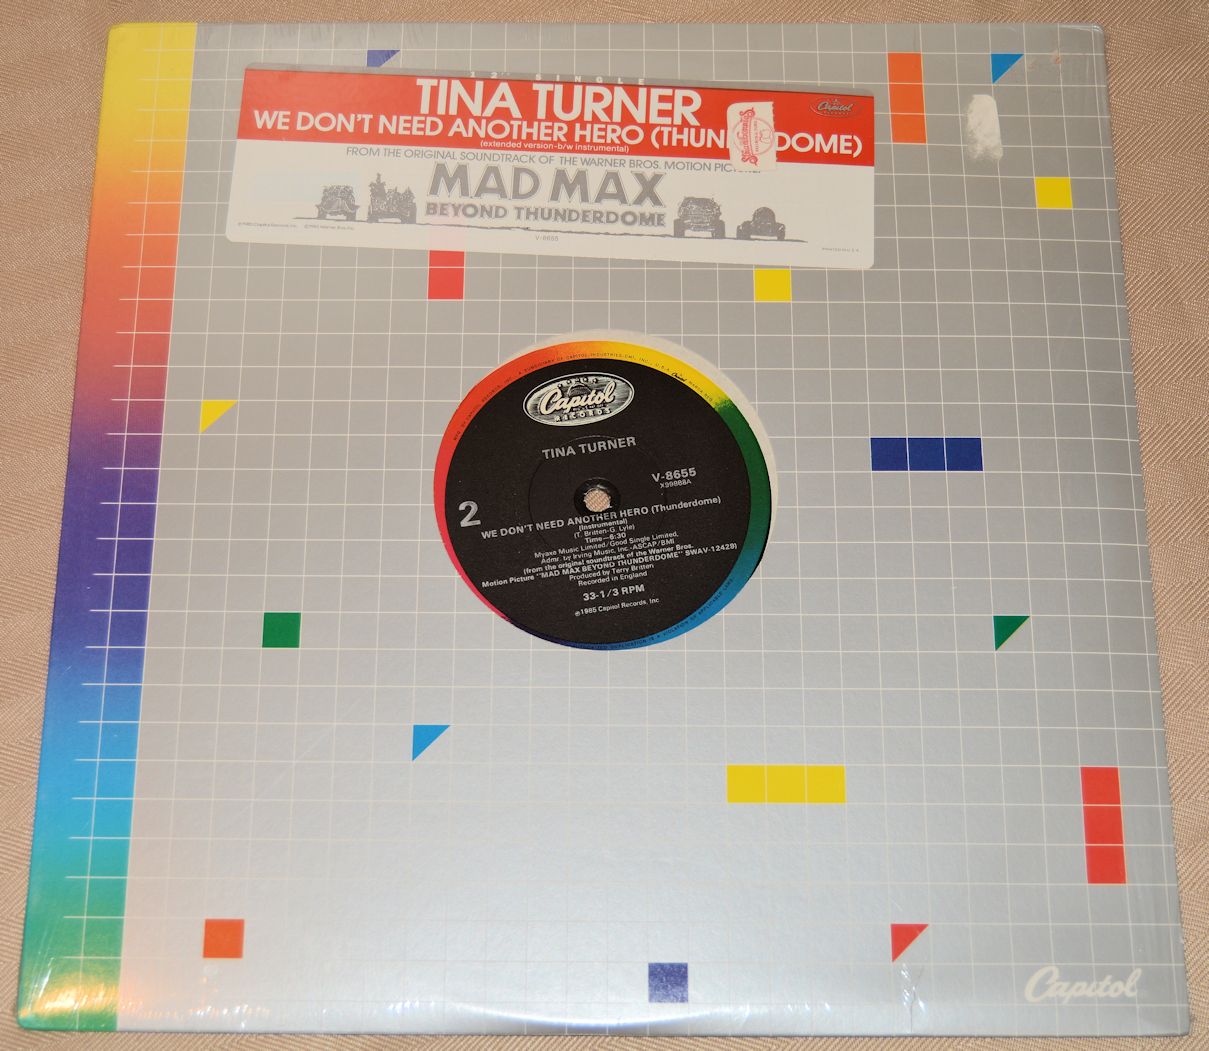 12" SINGLE
TINA TURNER
WE DON'T NEED ANOTHER HERO (THUN DOME)
(extended version-b/w instrumental)
Capitol
RECORDS
FROM THE ORIGINAL SOUNDTRACK OF THE WARNER BROS. MOTION
MAD MAX
BEYOND THUNDERDOME
V-8655
Capitol
RECORDS
TINA TURNER
V-8655
2
WE DON'T NEED ANOTHER HERO (Thunderdome)
(Instrumental)
(T. Britten-G. Lyle)
Time—6:30
Myaxe Music Limited/Good Single Limited,
Admr. by Irving Music, Inc.-ASCAP/BMI
(from the original soundtrack of the Warner Bros.
Motion Picture "MAD MAX BEYOND THUNDERDOME" SWAV-12429)
Produced by Terry Britten
Recorded in England
33-1/3 RPM
℗1985 Capitol Records, Inc.
Capitol